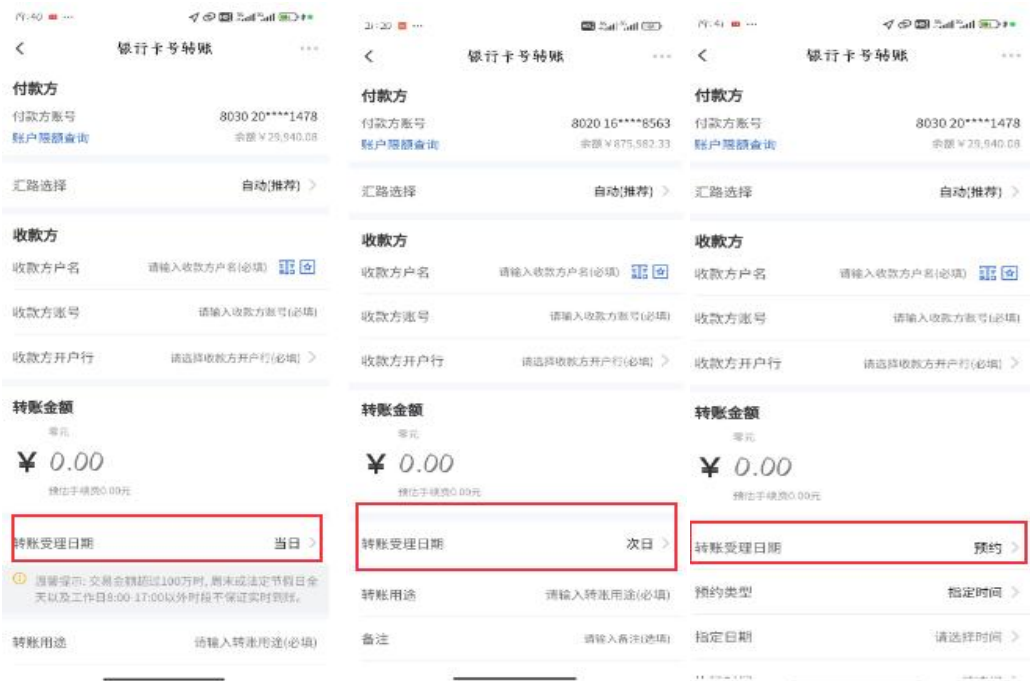 19:40
银行卡号转账
付款方
付款方账号 8030 20****1478
账户限额查询 余额￥29,940.08
汇路选择 自动(推荐)
收款方
收款方户名 请输入收款方户名(必填)
收款方账号 请输入收款方账号(必填)
收款方开户行 请选择收款方开户行(必填)
转账金额
零元
￥ 0.00
预估手续费0.00元
转账受理日期 当日
温馨提示: 交易金额超过100万时, 周末或法定节假日全
天以及工作日8:00-17:00以外时段不保证实时到账。
转账用途 请输入转账用途(必填)
21:20
银行卡号转账
付款方
付款方账号 8020 16****8563
账户限额查询 余额￥875,982.33
汇路选择 自动(推荐)
收款方
收款方户名 请输入收款方户名(必填)
收款方账号 请输入收款方账号(必填)
收款方开户行 请选择收款方开户行(必填)
转账金额
零元
￥ 0.00
预估手续费0.00元
转账受理日期 次日
转账用途 请输入转账用途(必填)
备注 请输入备注(选填)
19:41
银行卡号转账
付款方
付款方账号 8030 20****1478
账户限额查询 余额￥29,940.08
汇路选择 自动(推荐)
收款方
收款方户名 请输入收款方户名(必填)
收款方账号 请输入收款方账号(必填)
收款方开户行 请选择收款方开户行(必填)
转账金额
零元
￥ 0.00
预估手续费0.00元
转账受理日期 预约
预约类型 指定时间
指定日期 请选择时间